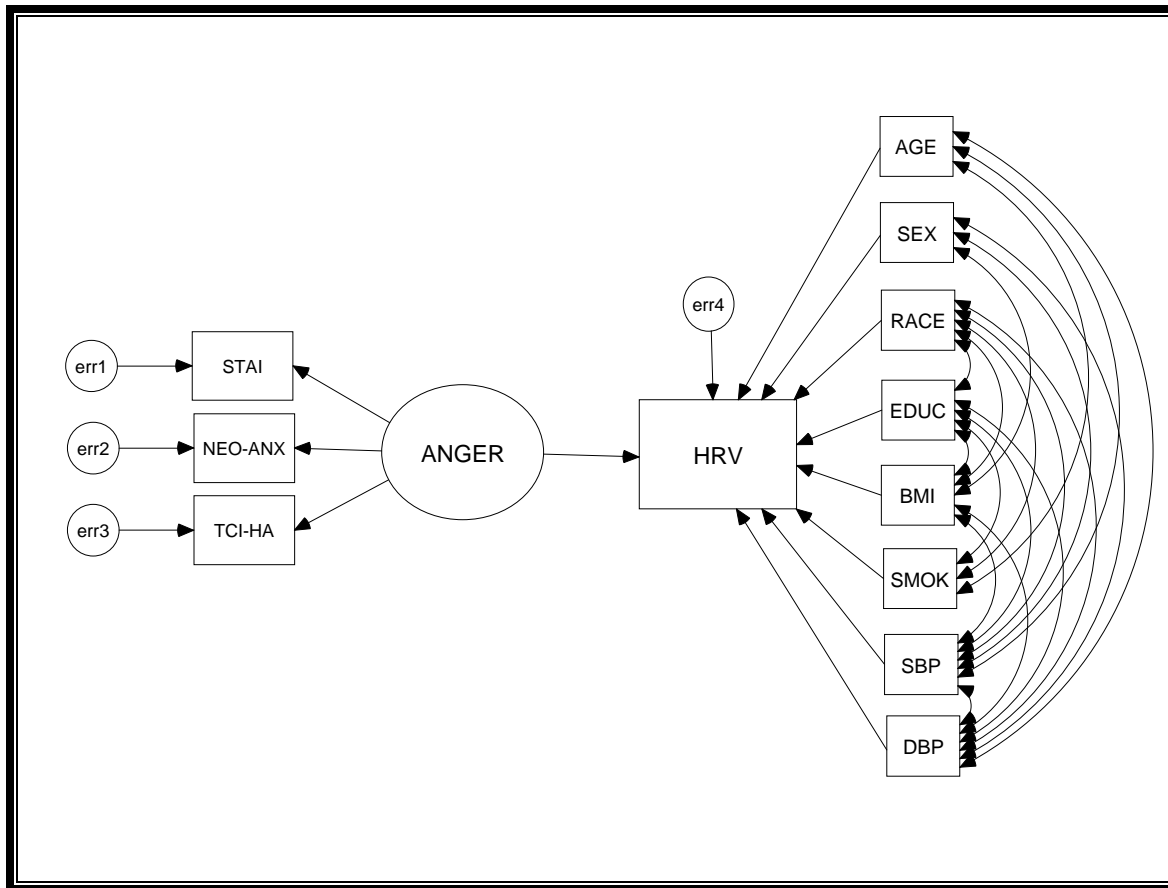 err1
STAI
err2
NEO-ANX
err3
TCI-HA
ANGER
err4
HRV
AGE
SEX
RACE
EDUC
BMI
SMOK
SBP
DBP